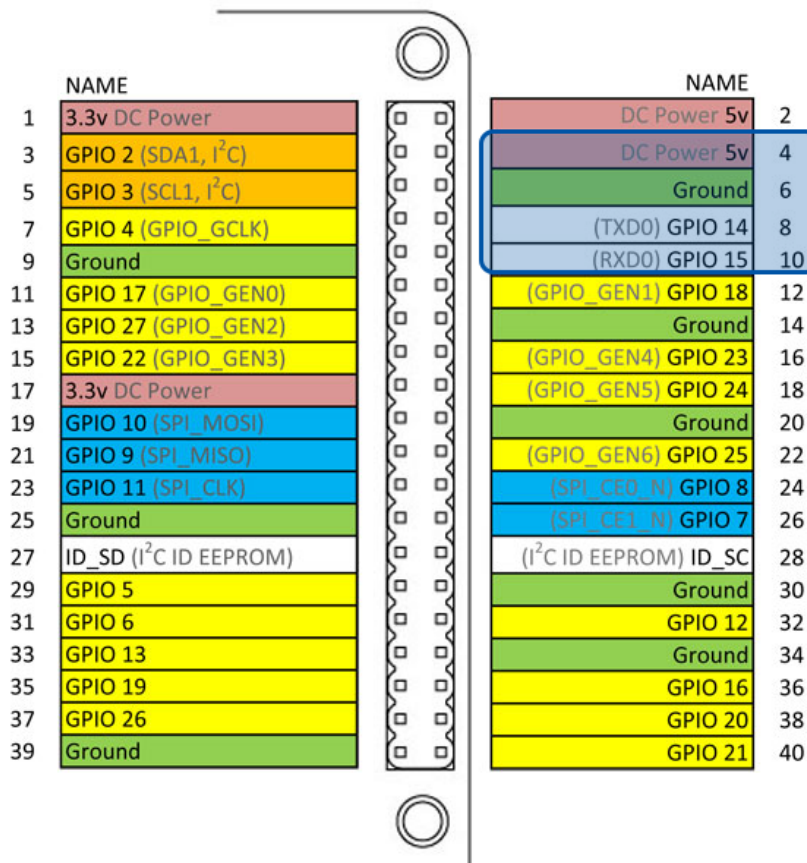 NAME NAME
1 3.3v DC Power DC Power 5v 2
3 GPIO 2 (SDA1, I²C) DC Power 5v 4
5 GPIO 3 (SCL1, I²C) Ground 6
7 GPIO 4 (GPIO_GCLK) (TXD0) GPIO 14 8
9 Ground (RXD0) GPIO 15 10
11 GPIO 17 (GPIO_GEN0) (GPIO_GEN1) GPIO 18 12
13 GPIO 27 (GPIO_GEN2) Ground 14
15 GPIO 22 (GPIO_GEN3) (GPIO_GEN4) GPIO 23 16
17 3.3v DC Power (GPIO_GEN5) GPIO 24 18
19 GPIO 10 (SPI_MOSI) Ground 20
21 GPIO 9 (SPI_MISO) (GPIO_GEN6) GPIO 25 22
23 GPIO 11 (SPI_CLK) (SPI_CE0_N) GPIO 8 24
25 Ground (SPI_CE1_N) GPIO 7 26
27 ID_SD (I²C ID EEPROM) (I²C ID EEPROM) ID_SC 28
29 GPIO 5 Ground 30
31 GPIO 6 GPIO 12 32
33 GPIO 13 Ground 34
35 GPIO 19 GPIO 16 36
37 GPIO 26 GPIO 20 38
39 Ground GPIO 21 40